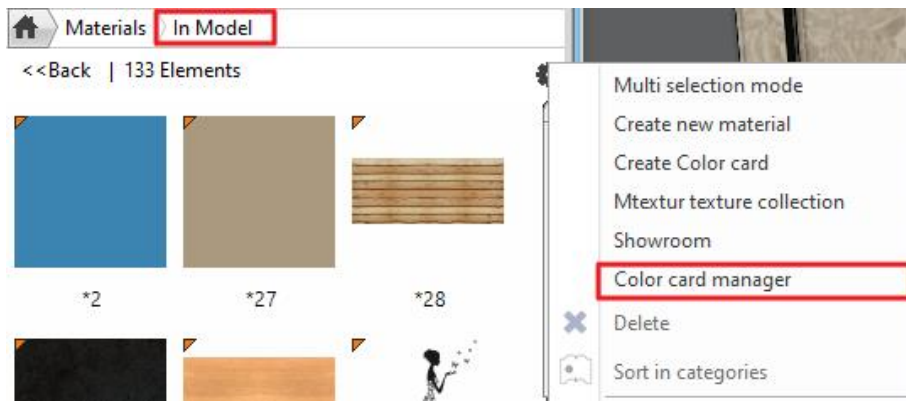 Materials In Model
<<Back | 133 Elements
*2 *27 *28
Multi selection mode
Create new material
Create Color card
Mtextur texture collection
Showroom
Color card manager
Delete
Sort in categories